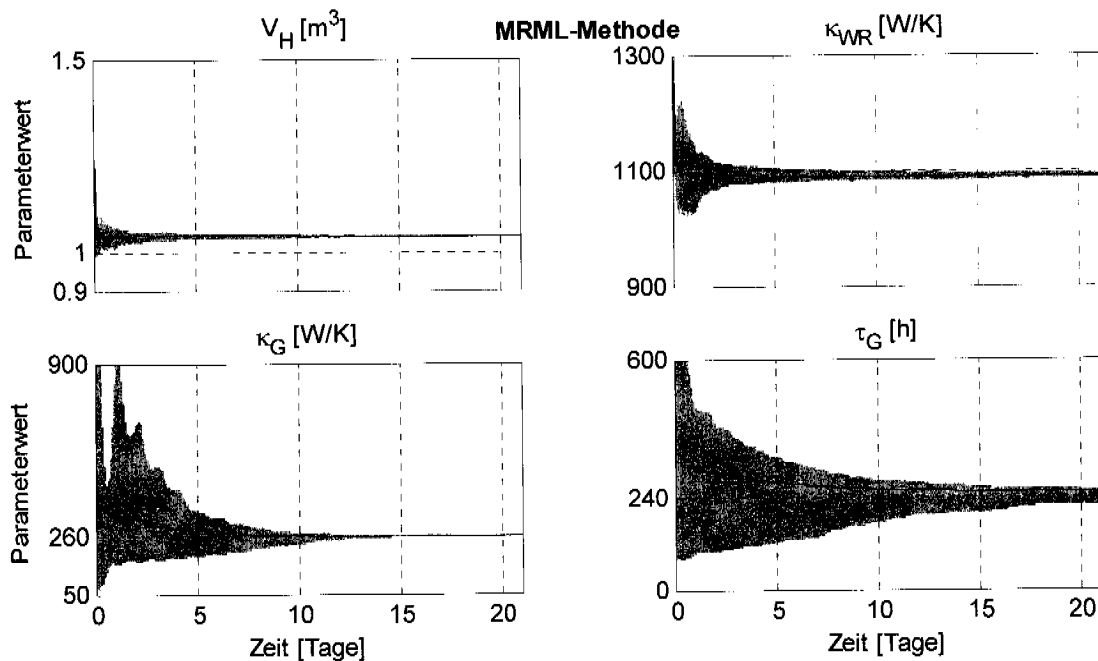 V_H [m³]
MRML-Methode
κ_WR [W/K]
1.5
1
0.9
Parameterwert
1300
1100
900
κ_G [W/K]
τ_G [h]
900
260
50
Parameterwert
600
240
0
0 5 10 15 20
Zeit [Tage]
0 5 10 15 20
Zeit [Tage]